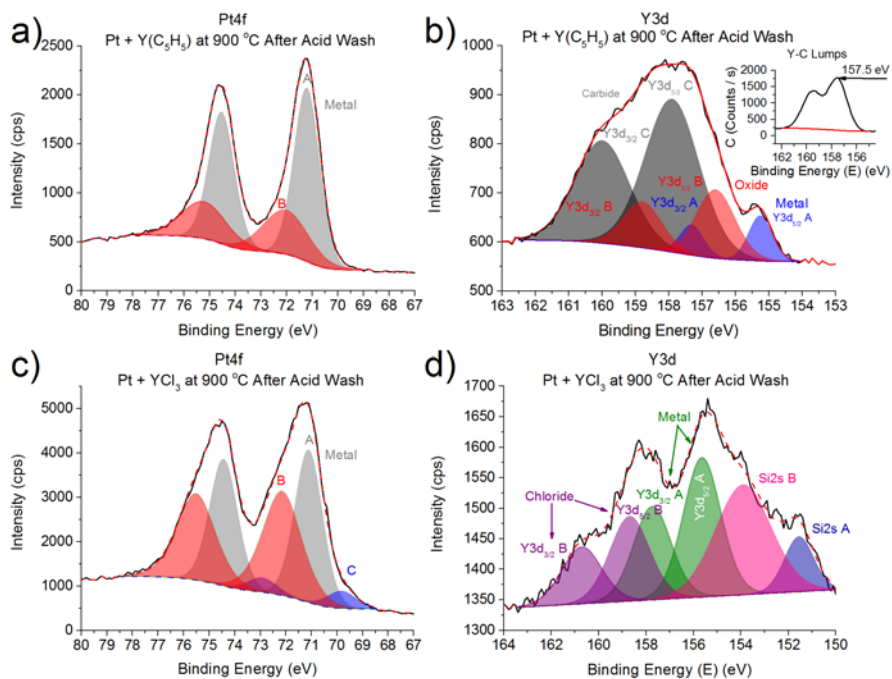 a)
Pt4f
Pt + Y(C₅H₅) at 900 °C After Acid Wash
2500
2000
1500
1000
500
0
Intensity (cps)
A
Metal
B
80 79 78 77 76 75 74 73 72 71 70 69 68 67
Binding Energy (eV)
b)
Y3d
Pt + Y(C₅H₅) at 900 °C After Acid Wash
1000
900
800
700
600
500
Intensity (cps)
Carbide
Y3d₅/₂ C
Y3d₃/₂ C
Y3d₅/₂ B
Y3d₃/₂ B
Y3d₃/₂ A
Oxide
Metal
Y3d₅/₂ A
163 162 161 160 159 158 157 156 155 154 153
Binding Energy (eV)
Y-C Lumps
157.5 eV
2000
1500
1000
500
0
C (Counts / s)
162 160 158 156
Binding Energy (E) (eV)
c)
Pt4f
Pt + YCl₃ at 900 °C After Acid Wash
5000
4000
3000
2000
1000
0
Intensity (cps)
A
Metal
B
C
80 79 78 77 76 75 74 73 72 71 70 69 68 67
Binding Energy (eV)
d)
Y3d
Pt + YCl₃ at 900 °C After Acid Wash
1700
1650
1600
1550
1500
1450
1400
1350
1300
Intensity (cps)
Metal
Chloride
Y3d₃/₂ A
Y3d₅/₂ B
Y3d₅/₂ A
Si2s B
Si2s A
Y3d₃/₂ B
164 162 160 158 156 154 152 150
Binding Energy (E) (eV)